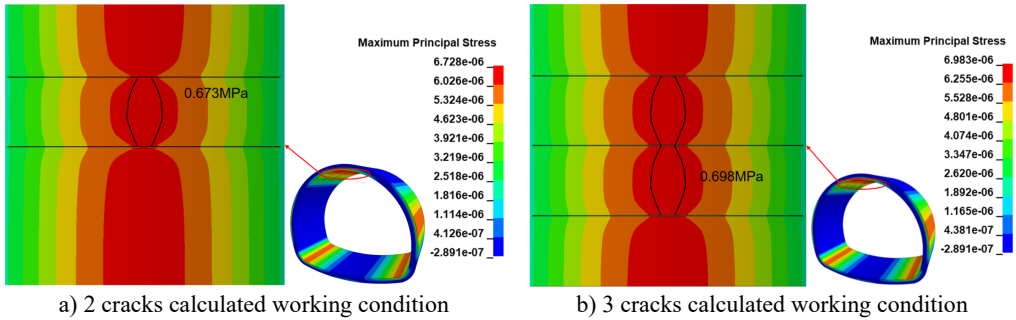 0.673MPa
Maximum Principal Stress
6.728e-06
6.026e-06
5.324e-06
4.623e-06
3.921e-06
3.219e-06
2.518e-06
1.816e-06
1.114e-06
4.126e-07
-2.891e-07
a) 2 cracks calculated working condition
0.698MPa
Maximum Principal Stress
6.983e-06
6.255e-06
5.528e-06
4.801e-06
4.074e-06
3.347e-06
2.620e-06
1.892e-06
1.165e-06
4.381e-07
-2.891e-07
b) 3 cracks calculated working condition